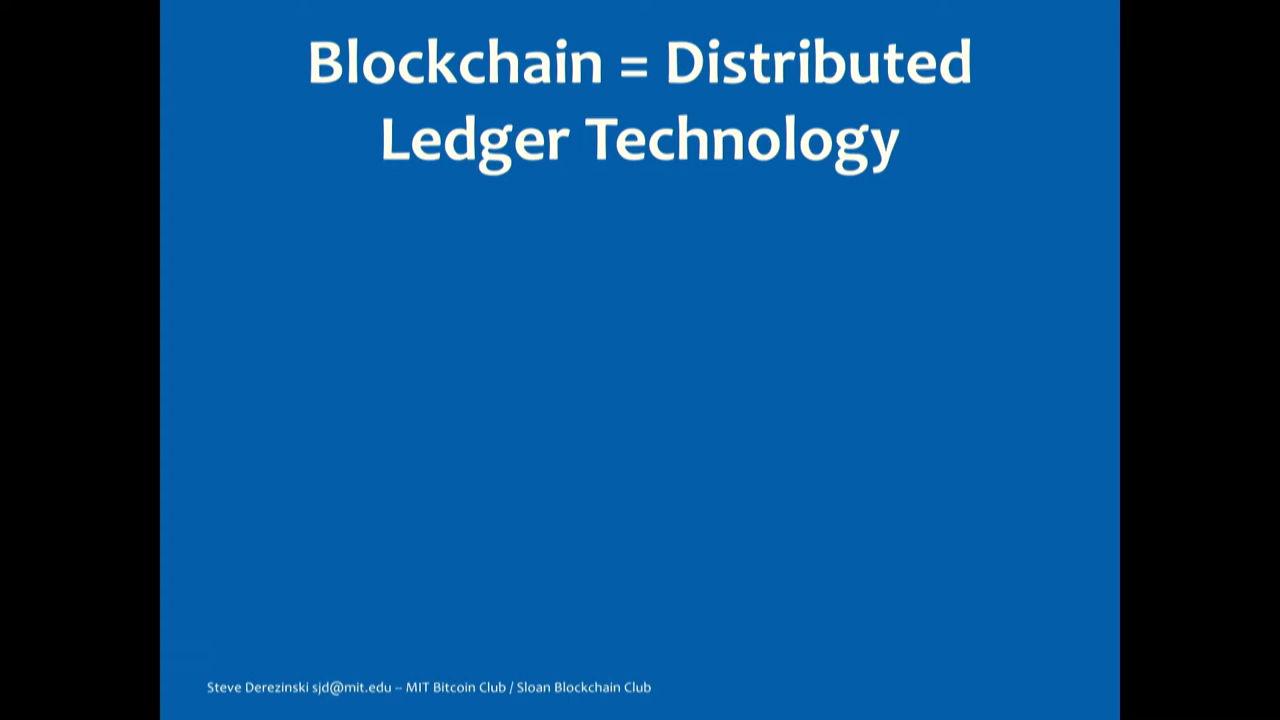 Blockchain = Distributed
Ledger Technology
Steve Derezinski sjd@mit.edu – MIT Bitcoin Club / Sloan Blockchain Club